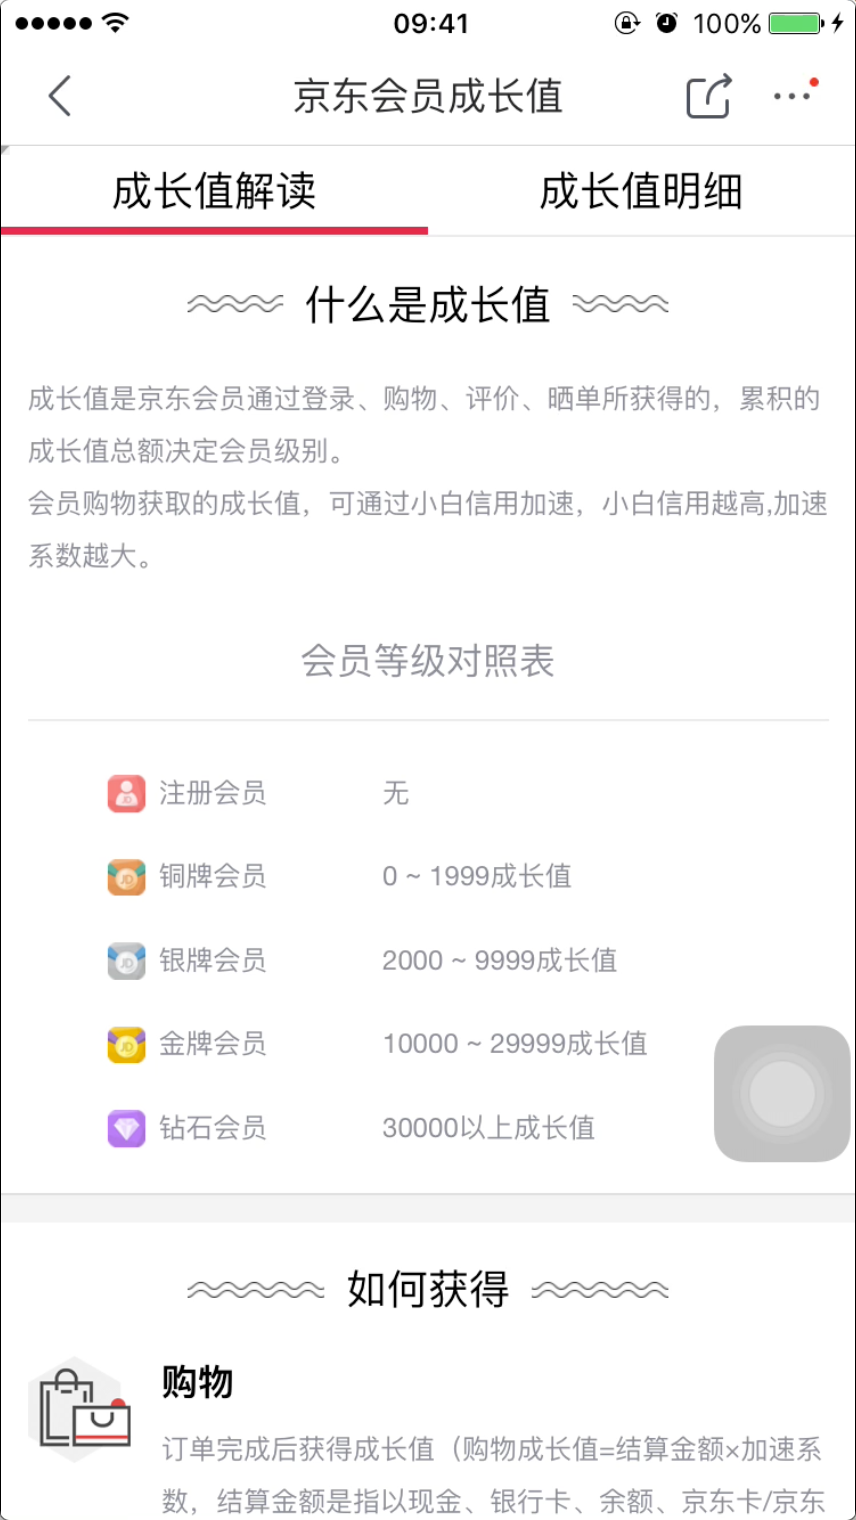 09:41
100%
京东会员成长值
成长值解读
成长值明细
什么是成长值
成长值是京东会员通过登录、购物、评价、晒单所获得的，累积的
成长值总额决定会员级别。
会员购物获取的成长值，可通过小白信用加速，小白信用越高,加速
系数越大。
会员等级对照表
注册会员 无
铜牌会员 0 ~ 1999成长值
银牌会员 2000 ~ 9999成长值
金牌会员 10000 ~ 29999成长值
钻石会员 30000以上成长值
如何获得
购物
订单完成后获得成长值（购物成长值=结算金额×加速系
数，结算金额是指以现金、银行卡、余额、京东卡/京东